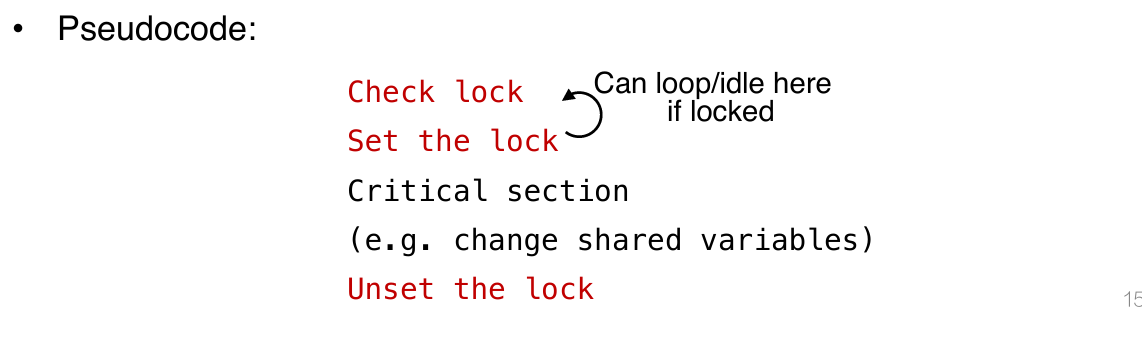 • Pseudocode:
Check lock
Can loop/idle here
if locked
Set the lock
Critical section
(e.g. change shared variables)
Unset the lock
15